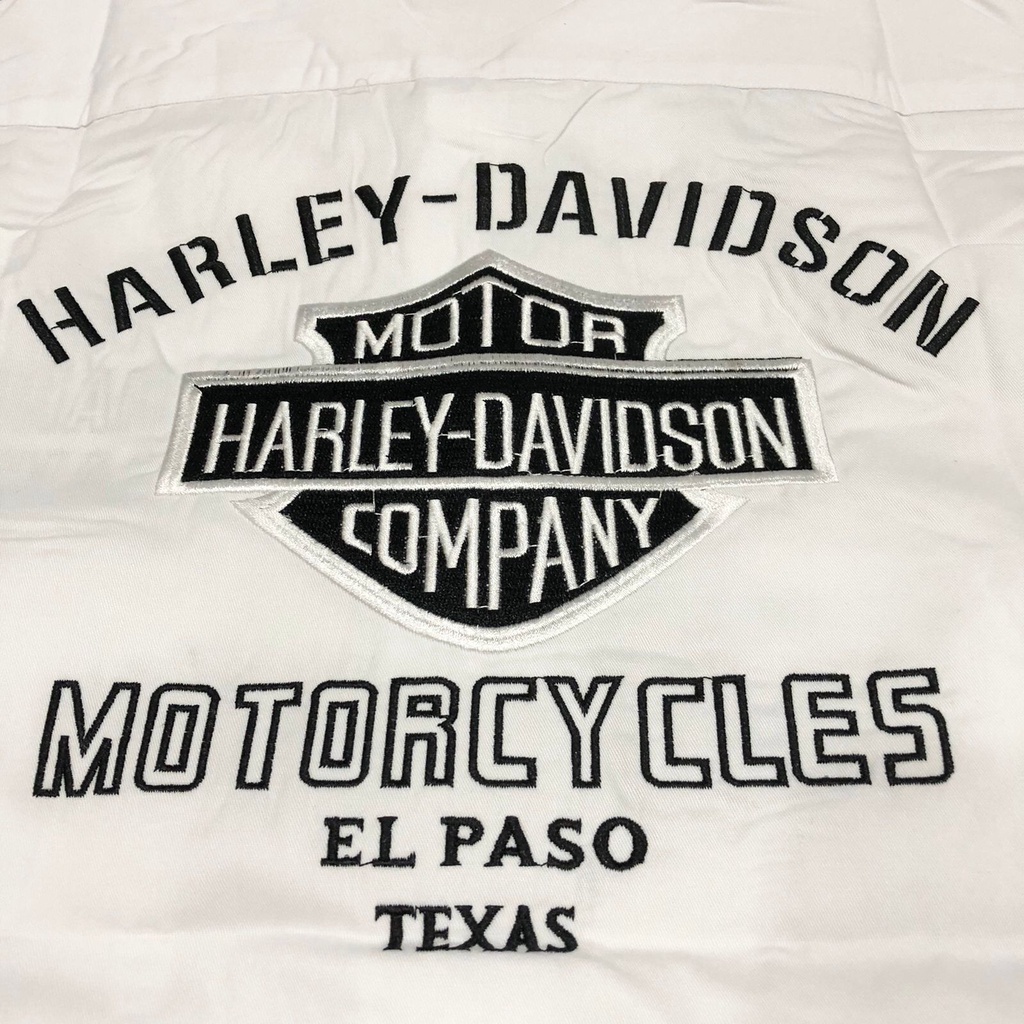 HARLEY-DAVIDSON
MOTOR
HARLEY-DAVIDSON
COMPANY
MOTORCYCLES
EL PASO
TEXAS